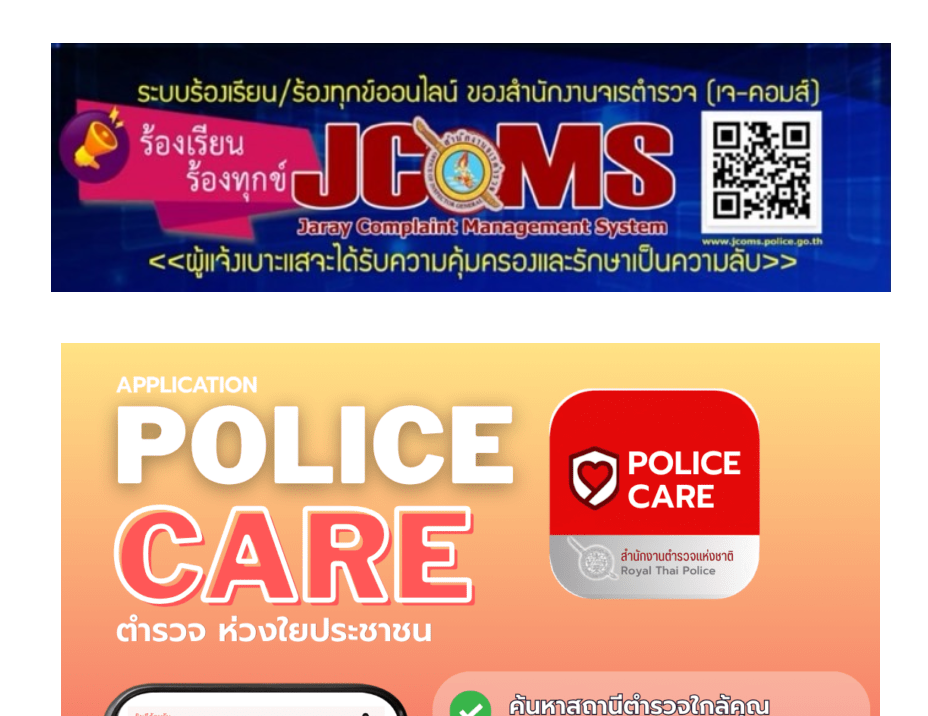 ระบบร้องเรียน/ร้องทุกข์ออนไลน์ ของสำนักงานจเรตำรวจ (เจ-คอมส์)
ร้องเรียน
ร้องทุกข์
JCOMS
Jaray Complaint Management System
www.jcoms.police.go.th
<<ผู้แจ้งเบาะแสจะได้รับความคุ้มครองและรักษาเป็นความลับ>>
APPLICATION
POLICE
CARE
ตำรวจ ห่วงใยประชาชน
POLICE
CARE
สำนักงานตำรวจแห่งชาติ
Royal Thai Police
ค้นหาสถานีตำรวจใกล้คุณ